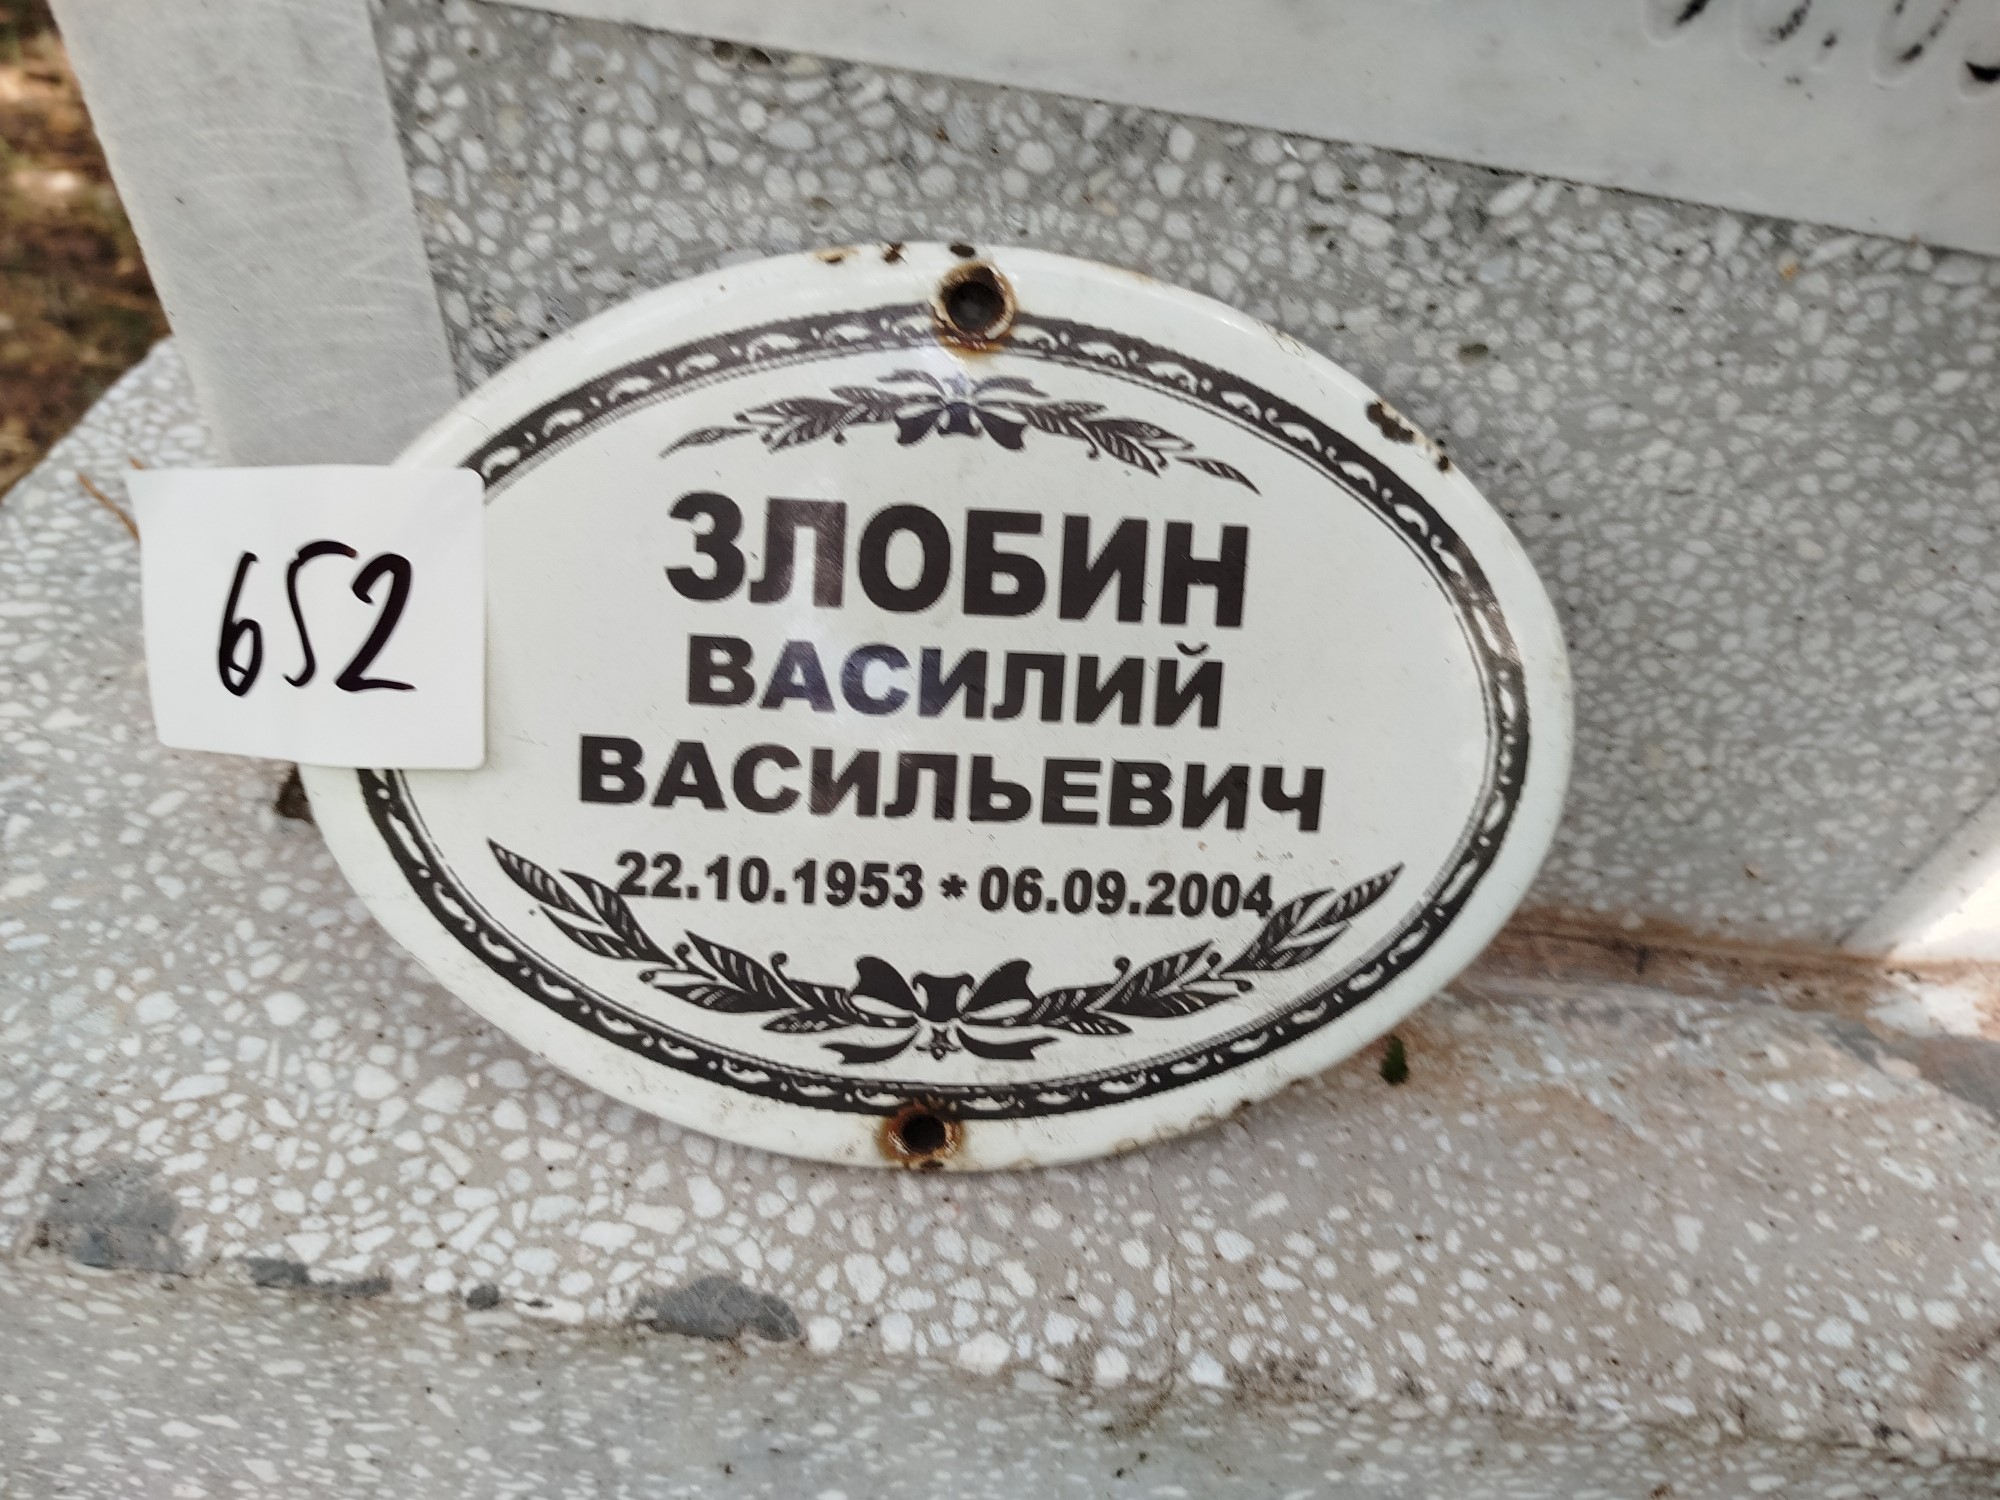 652
ЗЛОБИН
ВАСИЛИЙ
ВАСИЛЬЕВИЧ
22.10.1953 * 06.09.2004